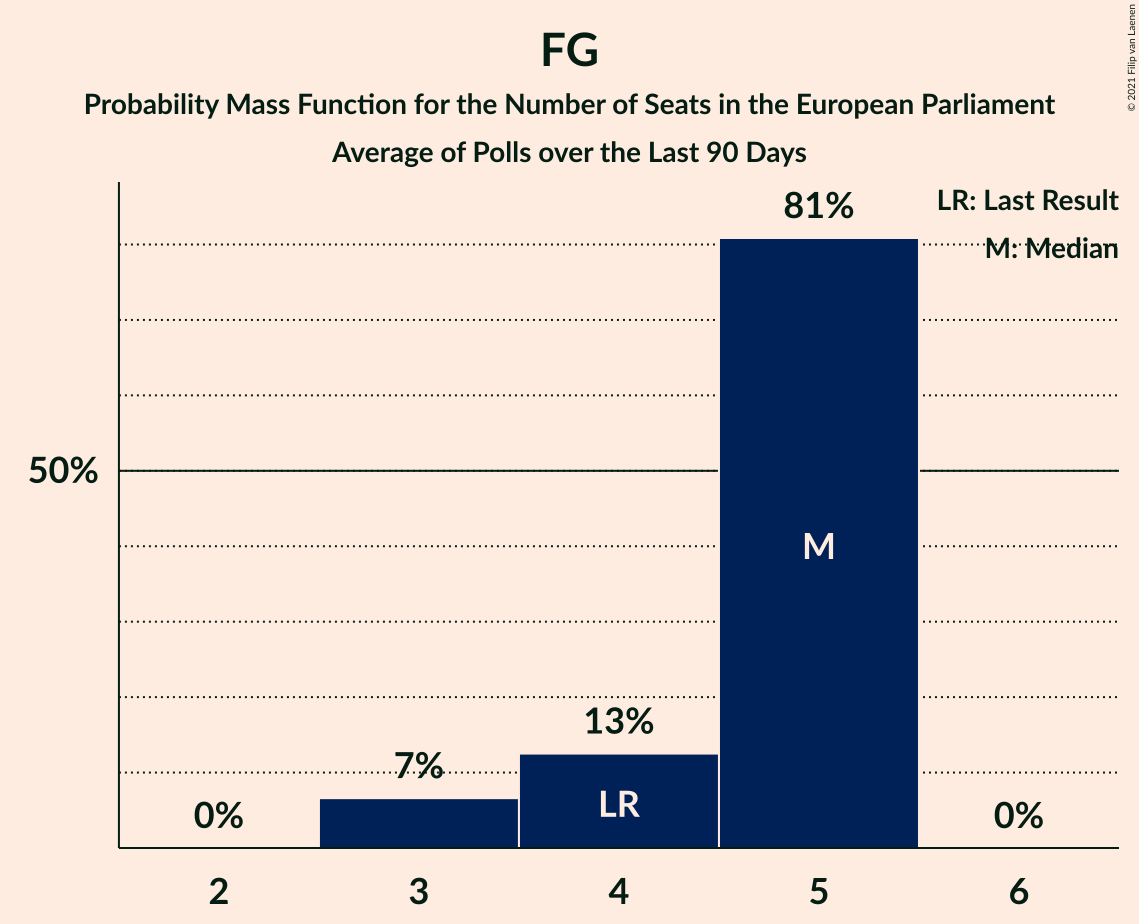 FG
Probability Mass Function for the Number of Seats in the European Parliament
Average of Polls over the Last 90 Days
© 2021 Filip van Laenen
LR: Last Result
M: Median
81%
50%
M
13%
7%
LR
0%
0%
2
3
4
5
6